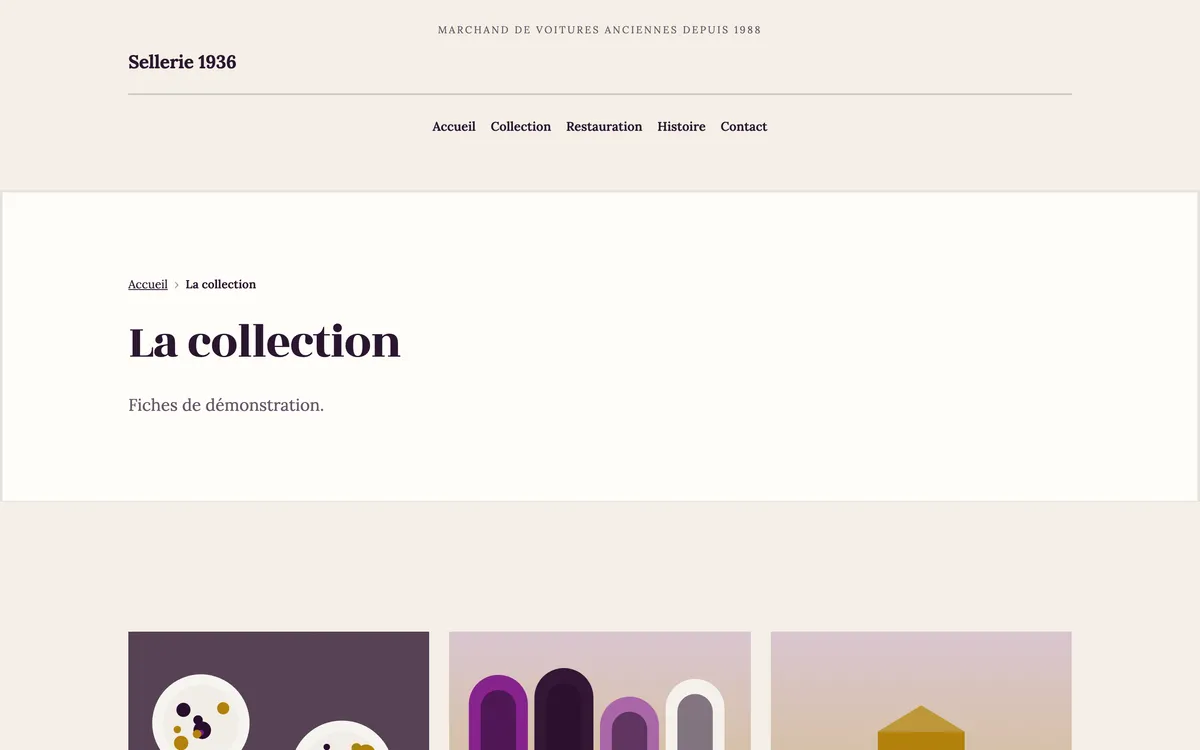 MARCHAND DE VOITURES ANCIENNES DEPUIS 1988
Sellerie 1936
Accueil Collection Restauration Histoire Contact
Accueil › La collection
La collection
Fiches de démonstration.